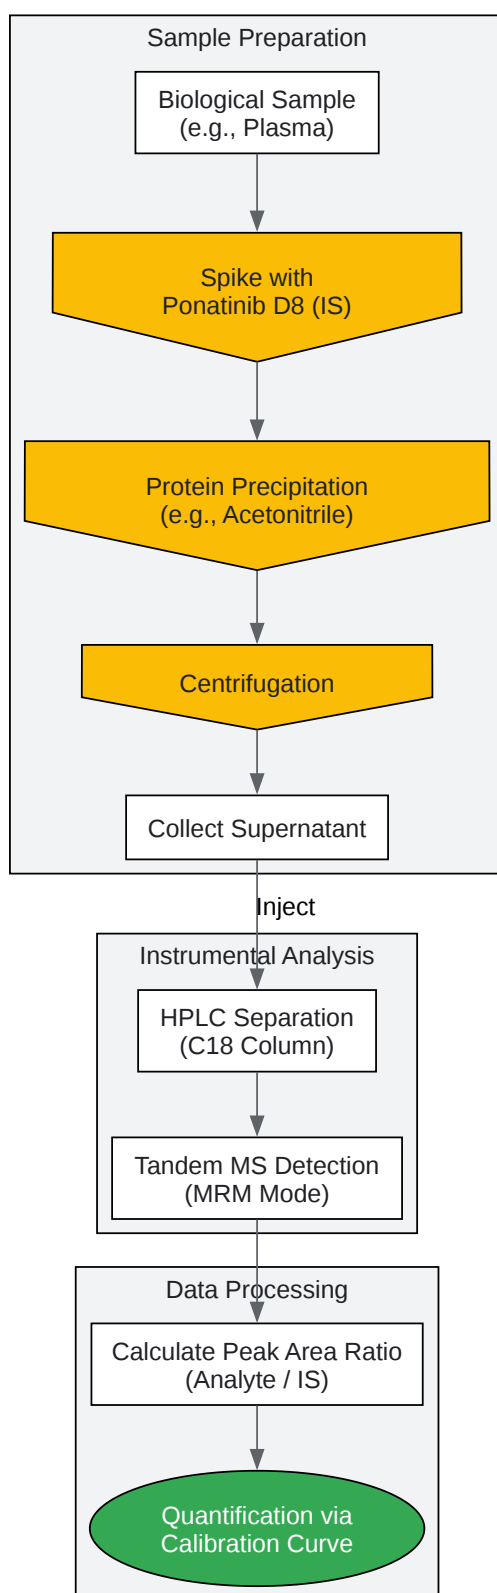 Sample Preparation
Biological Sample
(e.g., Plasma)
Spike with
Ponatinib D8 (IS)
Protein Precipitation
(e.g., Acetonitrile)
Centrifugation
Collect Supernatant
Inject
Instrumental Analysis
HPLC Separation
(C18 Column)
Tandem MS Detection
(MRM Mode)
Data Processing
Calculate Peak Area Ratio
(Analyte / IS)
Quantification via
Calibration Curve